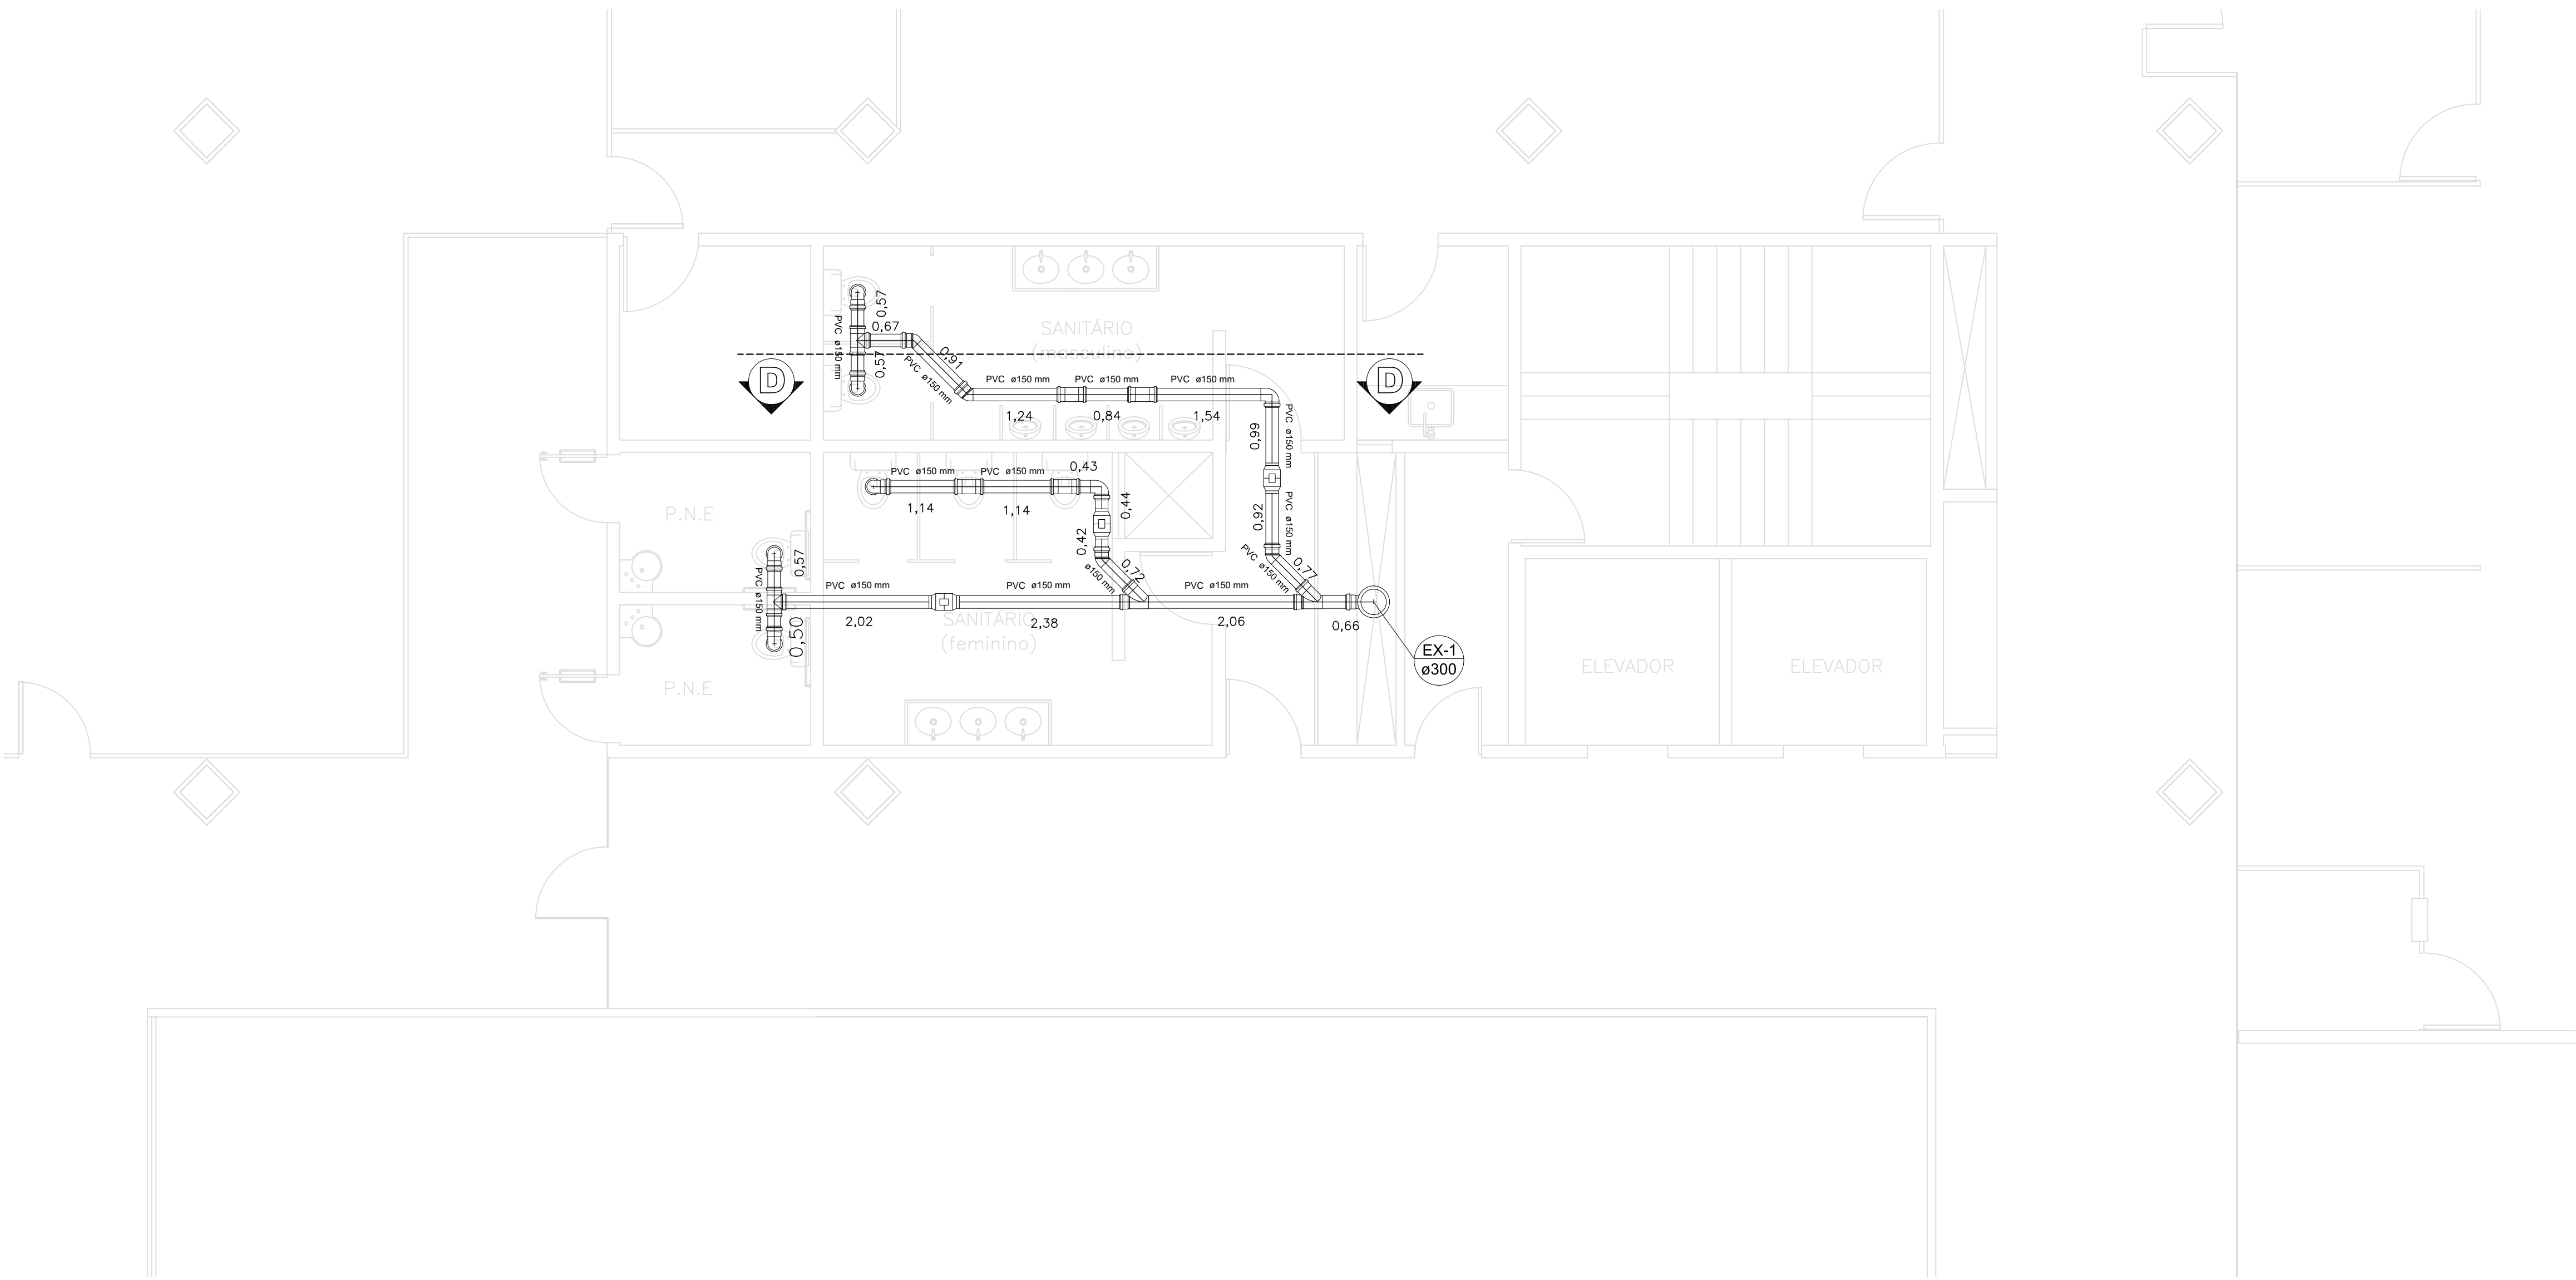 0,57
PVC ø150 mm
0,67
0,57
0,91
PVC ø150 mm
SANITÁRIO
(masculino)
D
D
PVC ø150 mm
PVC ø150 mm
PVC ø150 mm
1,24
0,84
1,54
PVC ø150 mm
0,99
PVC ø150 mm
PVC ø150 mm
0,43
1,14
1,14
0,44
0,42
PVC ø150 mm
0,92
P.N.E
0,57
0,72
ø150 mm
PVC ø150 mm
0,77
PVC ø150 mm
PVC ø150 mm
PVC ø150 mm
PVC ø150 mm
2,02
SANITÁRIO
(feminino)
2,38
2,06
0,66
0,50
EX-1
ø300
P.N.E
ELEVADOR
ELEVADOR